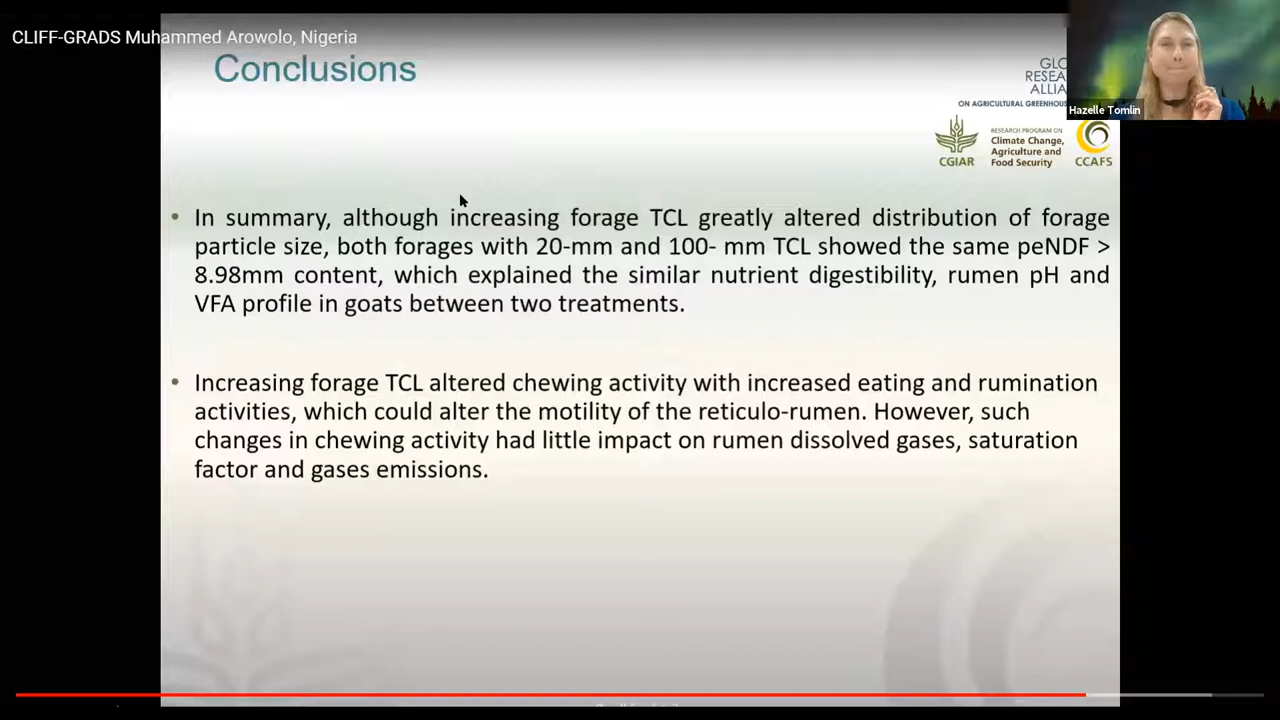 CLIFF-GRADS Muhammed Arowolo, Nigeria
Conclusions
GLO
RESEA
ALLIA
ON AGRICULTURAL GREENHOUS
Hazelle Tomlin
CGIAR
RESEARCH PROGRAM ON
Climate Change,
Agriculture and
Food Security
CCAFS
• In summary, although increasing forage TCL greatly altered distribution of forage
particle size, both forages with 20-mm and 100- mm TCL showed the same peNDF >
8.98mm content, which explained the similar nutrient digestibility, rumen pH and
VFA profile in goats between two treatments.
• Increasing forage TCL altered chewing activity with increased eating and rumination
activities, which could alter the motility of the reticulo-rumen. However, such
changes in chewing activity had little impact on rumen dissolved gases, saturation
factor and gases emissions.